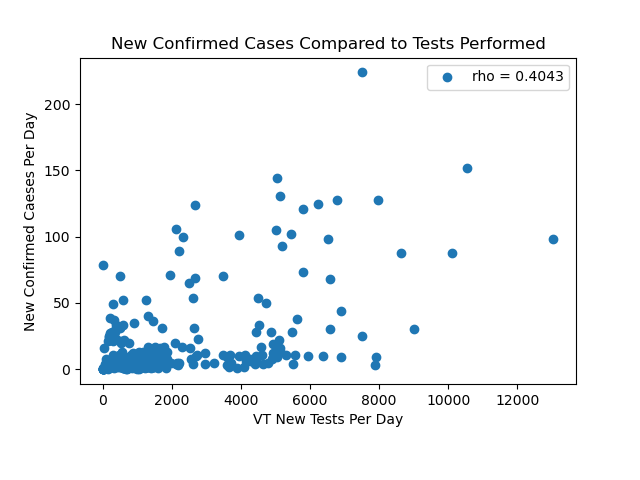 New Confirmed Cases Compared to Tests Performed
rho = 0.4043
New Confirmed Caeses Per Day
200
150
100
50
0
0 2000 4000 6000 8000 10000 12000
VT New Tests Per Day